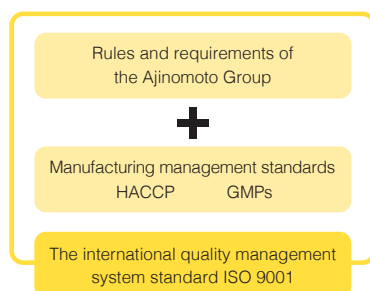 Rules and requirements of
the Ajinomoto Group
+
Manufacturing management standards
HACCP GMPs
The international quality management
system standard ISO 9001